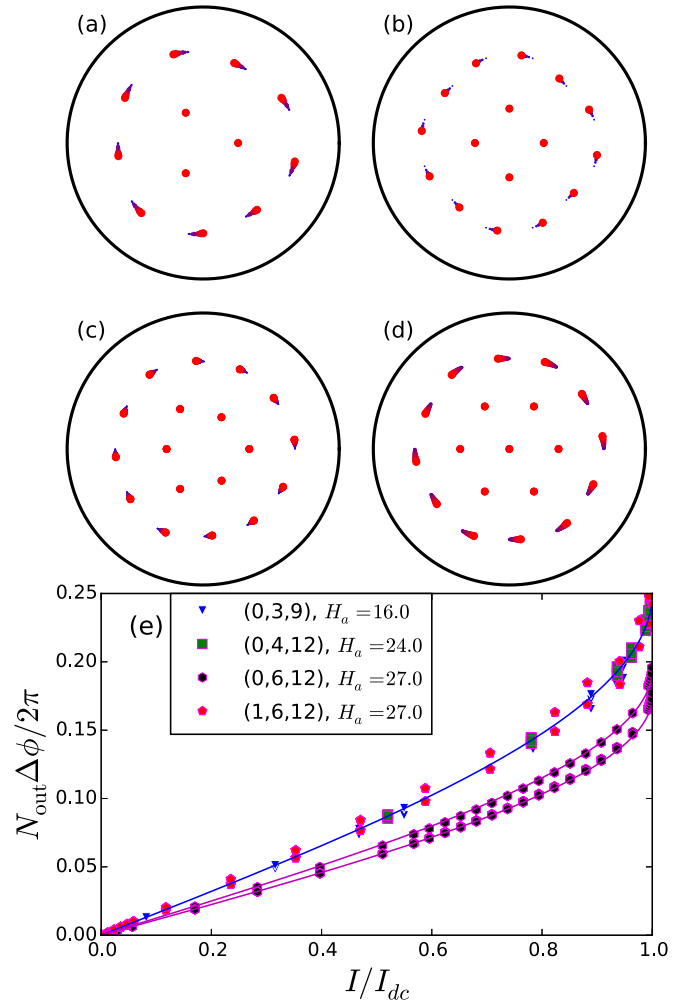 (a)
(b)
(c)
(d)
(e)
(0,3,9), H_a =16.0
(0,4,12), H_a =24.0
(0,6,12), H_a =27.0
(1,6,12), H_a =27.0
N_out Δϕ/2π
0.25
0.20
0.15
0.10
0.05
0.00
0.0 0.2 0.4 0.6 0.8 1.0
I/I_dc